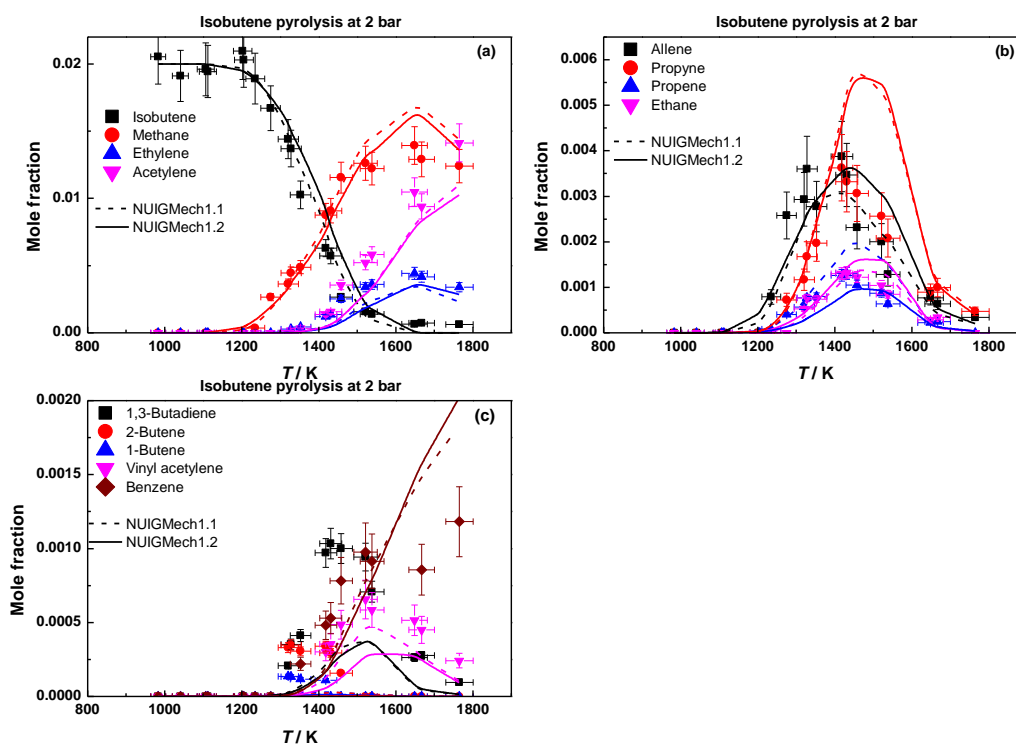 Isobutene pyrolysis at 2 bar
(a)
0.02
0.01
0.00
Mole fraction
Isobutene
Methane
Ethylene
Acetylene
NUIGMech1.1
NUIGMech1.2
800 1000 1200 1400 1600 1800
T / K
Isobutene pyrolysis at 2 bar
(b)
0.006
0.005
0.004
0.003
0.002
0.001
0.000
Mole fraction
Allene
Propyne
Propene
Ethane
NUIGMech1.1
NUIGMech1.2
800 1000 1200 1400 1600 1800
T / K
Isobutene pyrolysis at 2 bar
(c)
0.0020
0.0015
0.0010
0.0005
0.0000
Mole fraction
1,3-Butadiene
2-Butene
1-Butene
Vinyl acetylene
Benzene
NUIGMech1.1
NUIGMech1.2
800 1000 1200 1400 1600 1800
T / K